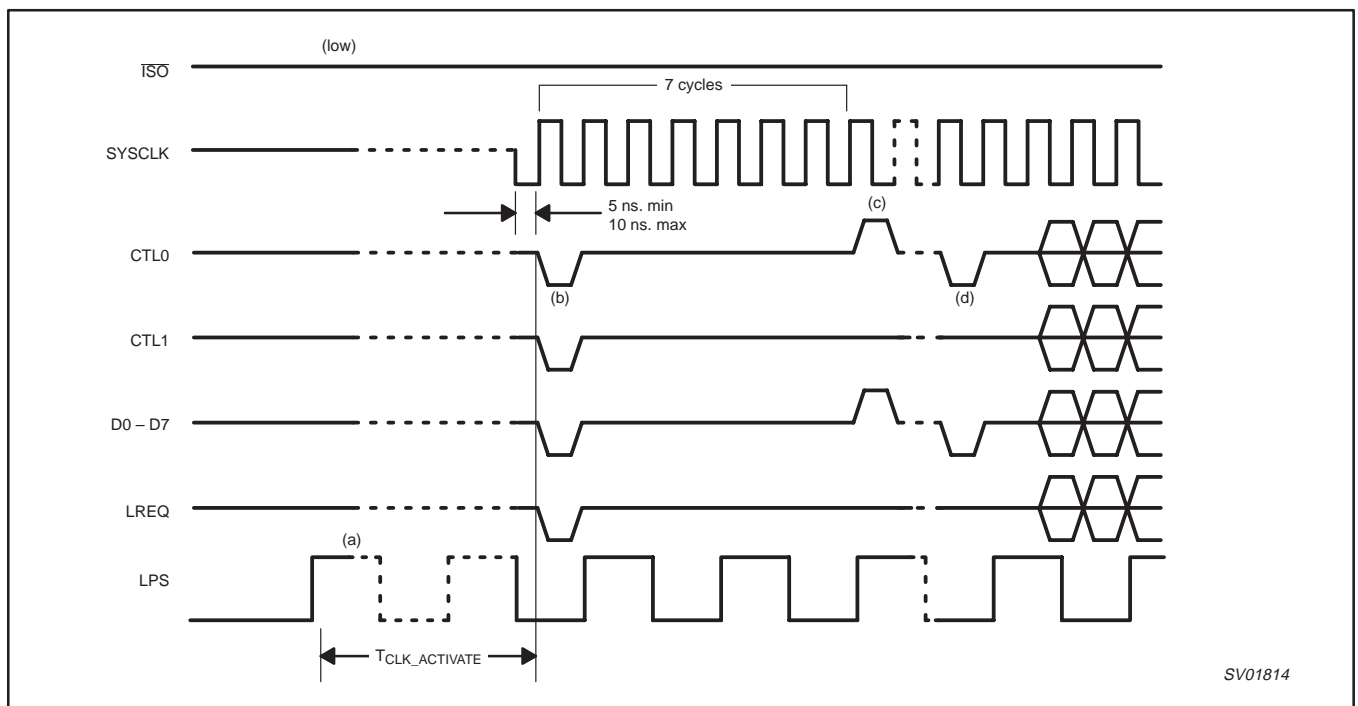 (low)
ISO
7 cycles
SYSCLK
5 ns. min
10 ns. max
(c)
CTL0
(b)
(d)
CTL1
D0 – D7
LREQ
(a)
LPS
TCLK_ACTIVATE
SV01814